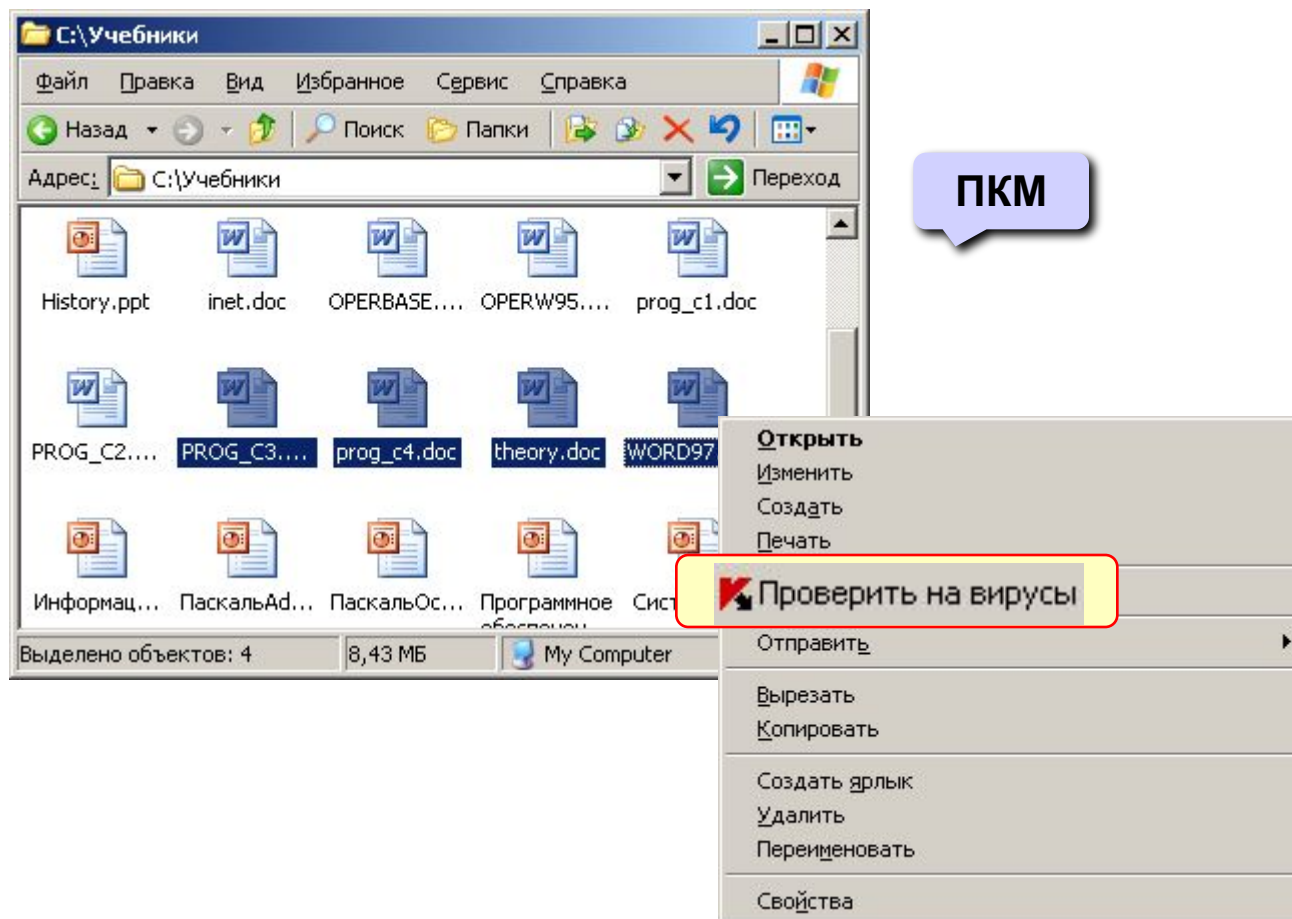 C:\Учебники
Файл Правка Вид Избранное Сервис Справка
Назад Поиск Папки
Адрес: C:\Учебники Переход
ПКМ
History.ppt inet.doc OPERBASE.... OPERW95.... prog_c1.doc
PROG_C2.... PROG_C3.... prog_c4.doc theory.doc WORD97
Информац... ПаскальAd... ПаскальОс... Программное Сист
Выделено объектов: 4 8,43 МБ My Computer
Открыть
Изменить
Создать
Печать
Проверить на вирусы
Отправить
Вырезать
Копировать
Создать ярлык
Удалить
Переименовать
Свойства